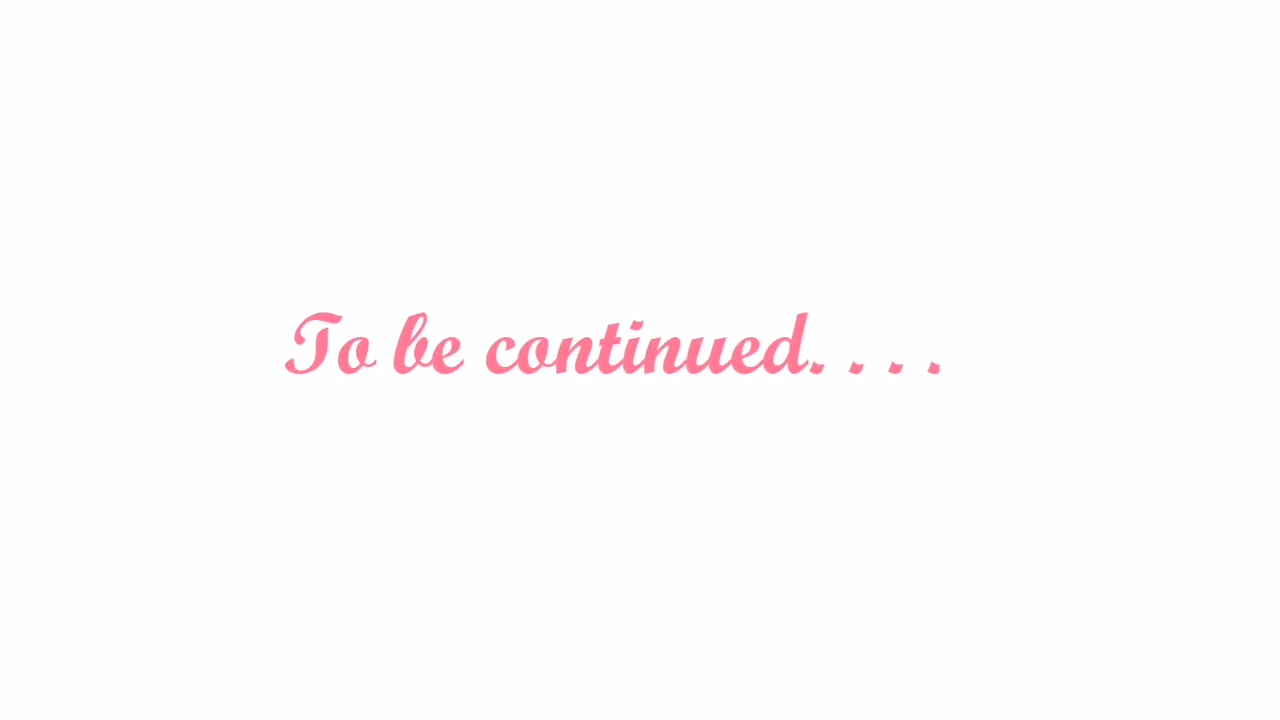 To be continued. . . .